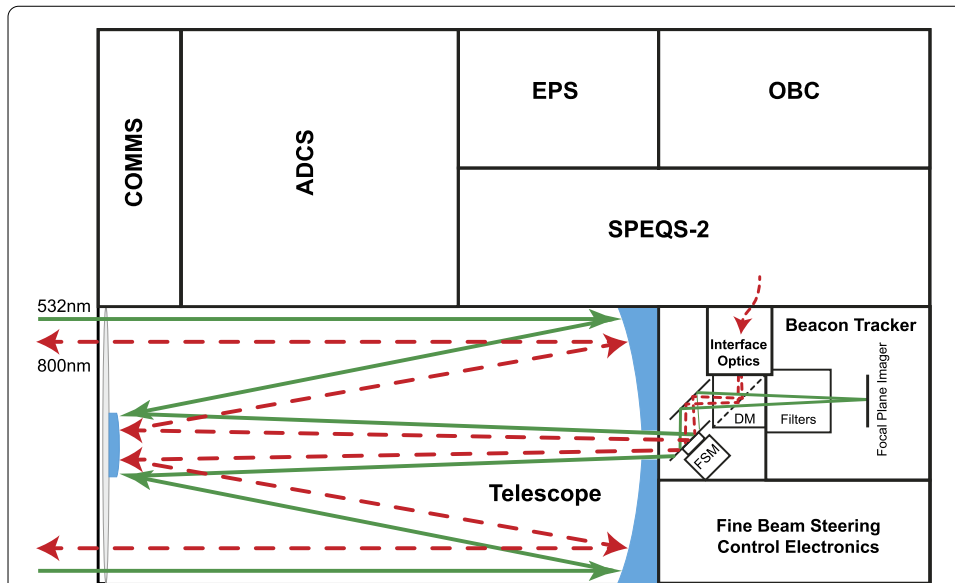 COMMS
ADCS
EPS
OBC
SPEQS-2
532nm
800nm
Interface
Optics
Beacon Tracker
DM
Filters
Focal Plane Imager
FSM
Telescope
Fine Beam Steering
Control Electronics